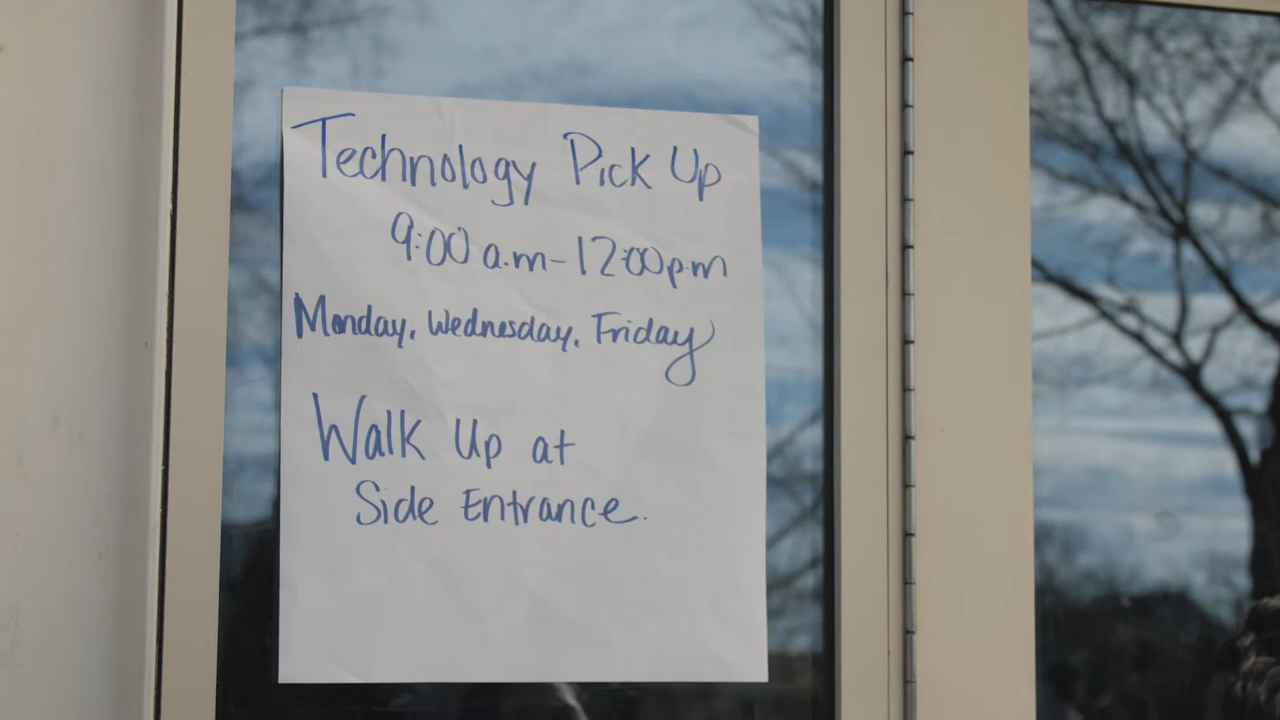 Technology Pick Up
9:00 a.m-12:00p.m
Monday, Wednesday, Friday
Walk Up at
Side Entrance.